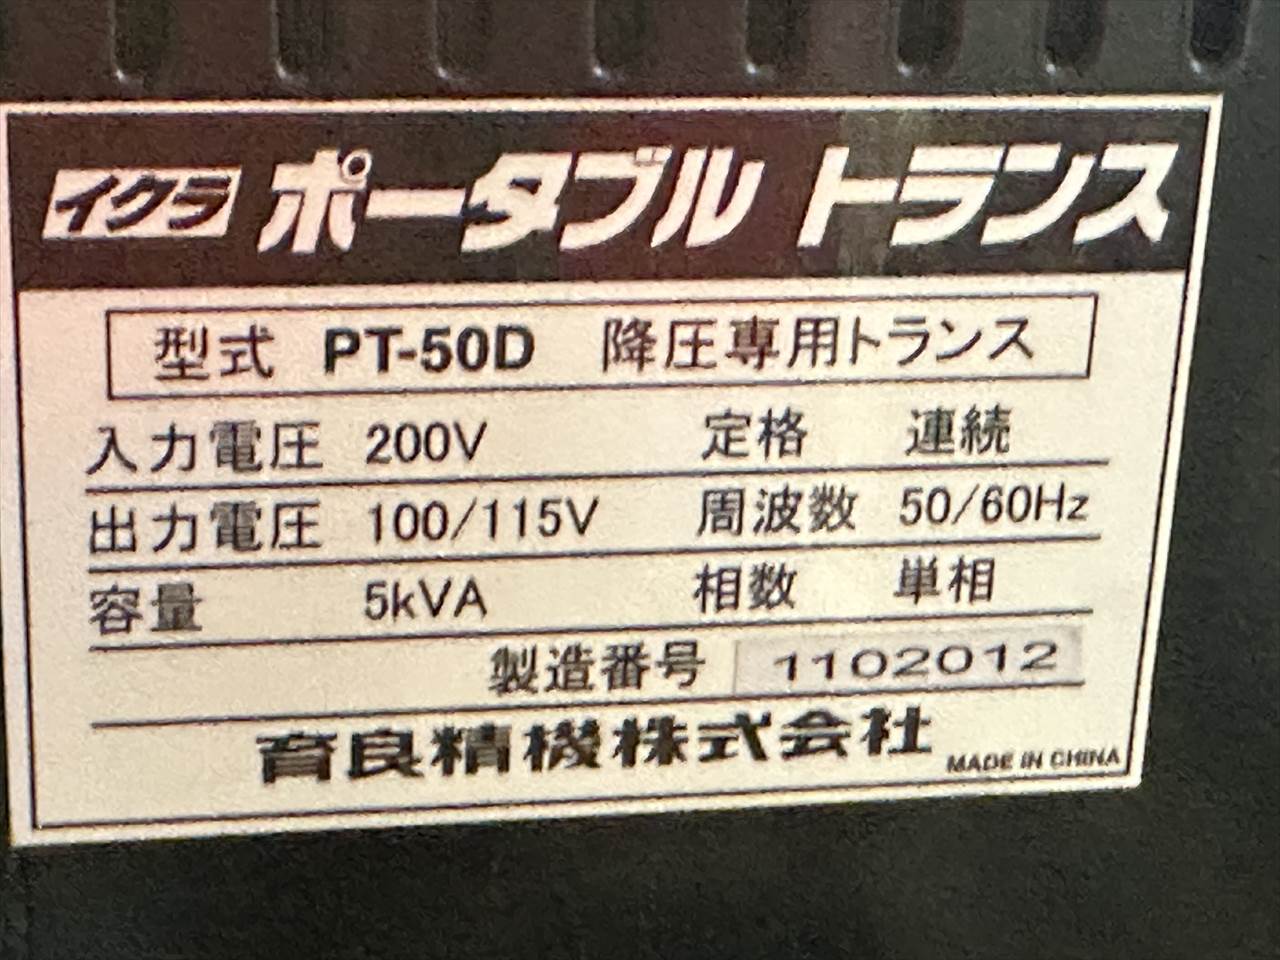 イクラ ポータブル トランス
型式 PT-50D 降圧専用トランス
入力電圧 200V 定格 連続
出力電圧 100/115V 周波数 50/60Hz
容量 5kVA 相数 単相
製造番号 1102012
育良精機株式会社 MADE IN CHINA